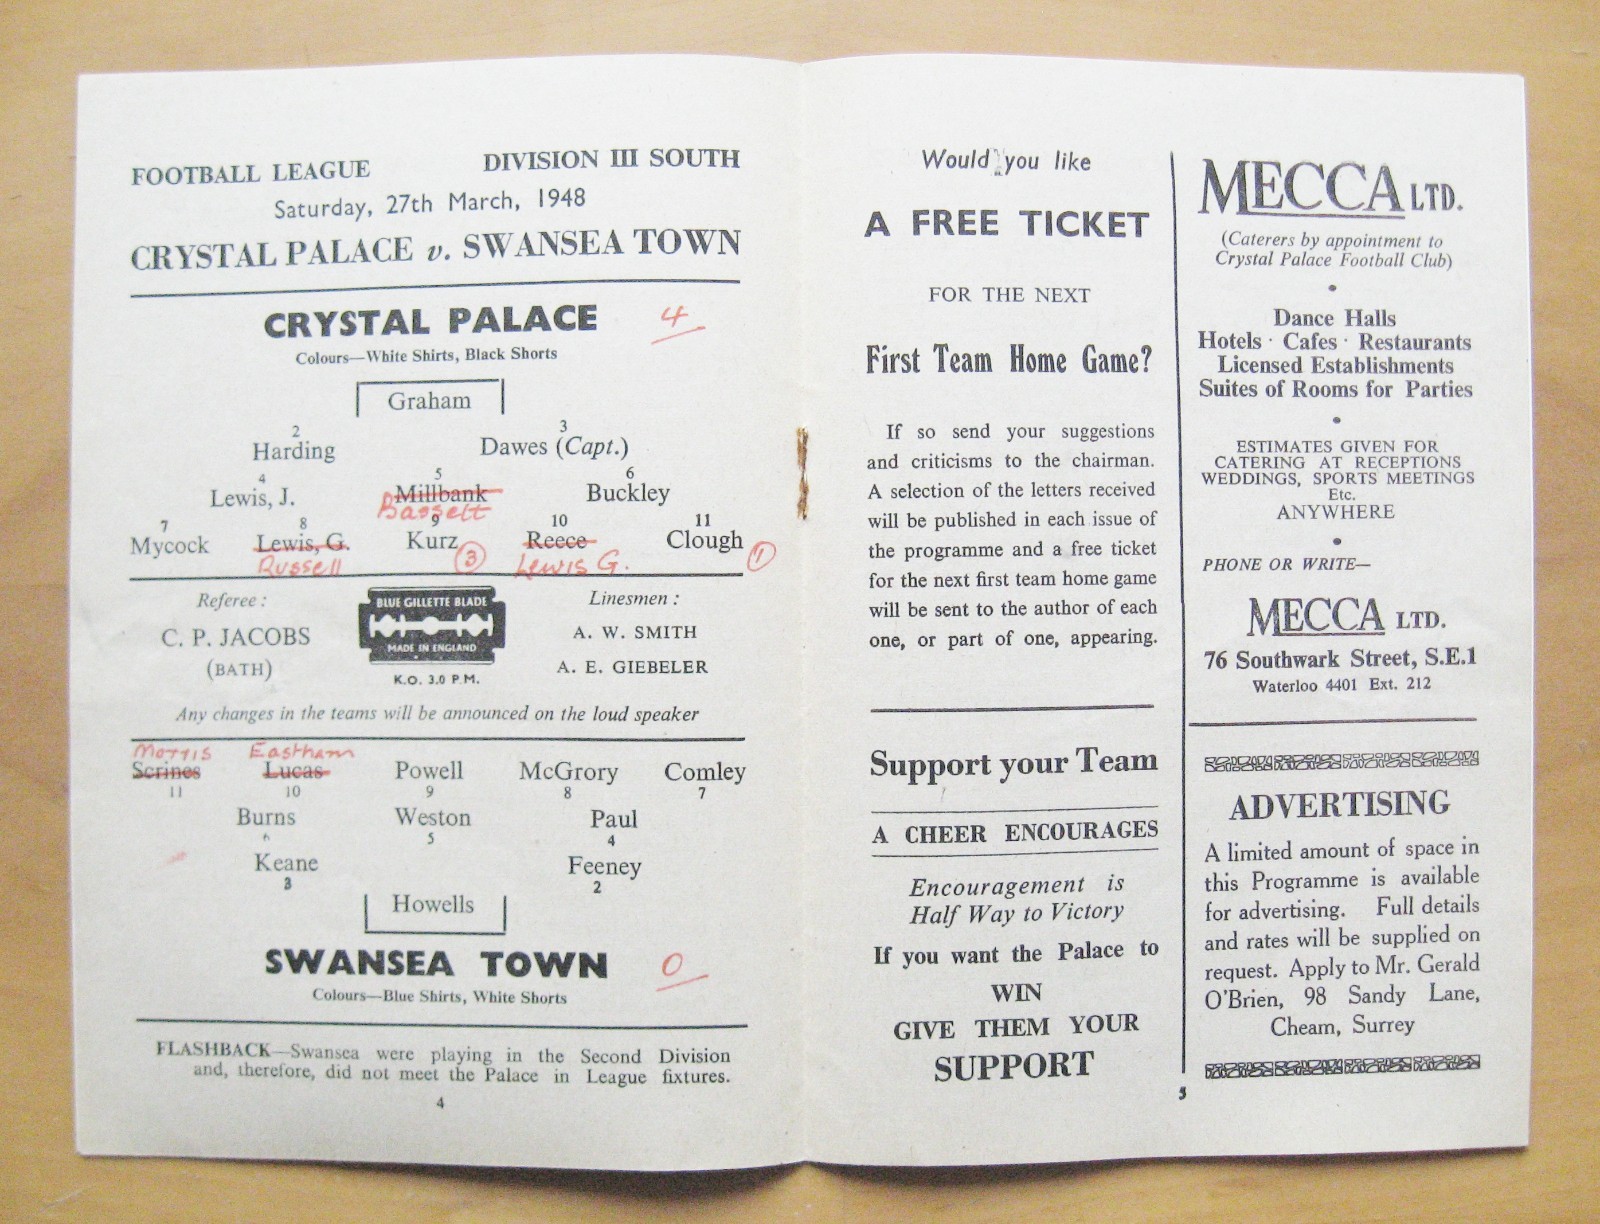 FOOTBALL LEAGUE DIVISION III SOUTH
Saturday, 27th March, 1948
CRYSTAL PALACE v. SWANSEA TOWN
CRYSTAL PALACE 4
Colours—White Shirts, Black Shorts
Graham
2 3
Harding Dawes (Capt.)
4 5 6
Lewis, J. Millbank Buckley
Bassett
7 8 9 10 11
Mycock Lewis, G. Kurz Reece Clough
Russell 3 Lewis G. 1
Referee :
C. P. JACOBS
(BATH)
BLUE GILLETTE BLADE
MADE IN ENGLAND
K.O. 3.0 P.M.
Linesmen :
A. W. SMITH
A. E. GIEBELER
Any changes in the teams will be announced on the loud speaker
Morris Eastham
Scrines Lucas Powell McGrory Comley
11 10 9 8 7
Burns Weston Paul
6 5 4
Keane Feeney
3 2
Howells
SWANSEA TOWN 0
Colours—Blue Shirts, White Shorts
FLASHBACK—Swansea were playing in the Second Division
and, therefore, did not meet the Palace in League fixtures.
4
Would you like
A FREE TICKET
FOR THE NEXT
First Team Home Game?
If so send your suggestions
and criticisms to the chairman.
A selection of the letters received
will be published in each issue of
the programme and a free ticket
for the next first team home game
will be sent to the author of each
one, or part of one, appearing.
Support your Team
A CHEER ENCOURAGES
Encouragement is
Half Way to Victory
If you want the Palace to
WIN
GIVE THEM YOUR
SUPPORT
MECCA LTD.
(Caterers by appointment to
Crystal Palace Football Club)
Dance Halls
Hotels · Cafes · Restaurants
Licensed Establishments
Suites of Rooms for Parties
ESTIMATES GIVEN FOR
CATERING AT RECEPTIONS
WEDDINGS, SPORTS MEETINGS
Etc.
ANYWHERE
PHONE OR WRITE—
MECCA LTD.
76 Southwark Street, S.E.1
Waterloo 4401 Ext. 212
ADVERTISING
A limited amount of space in
this Programme is available
for advertising. Full details
and rates will be supplied on
request. Apply to Mr. Gerald
O'Brien, 98 Sandy Lane,
Cheam, Surrey
5